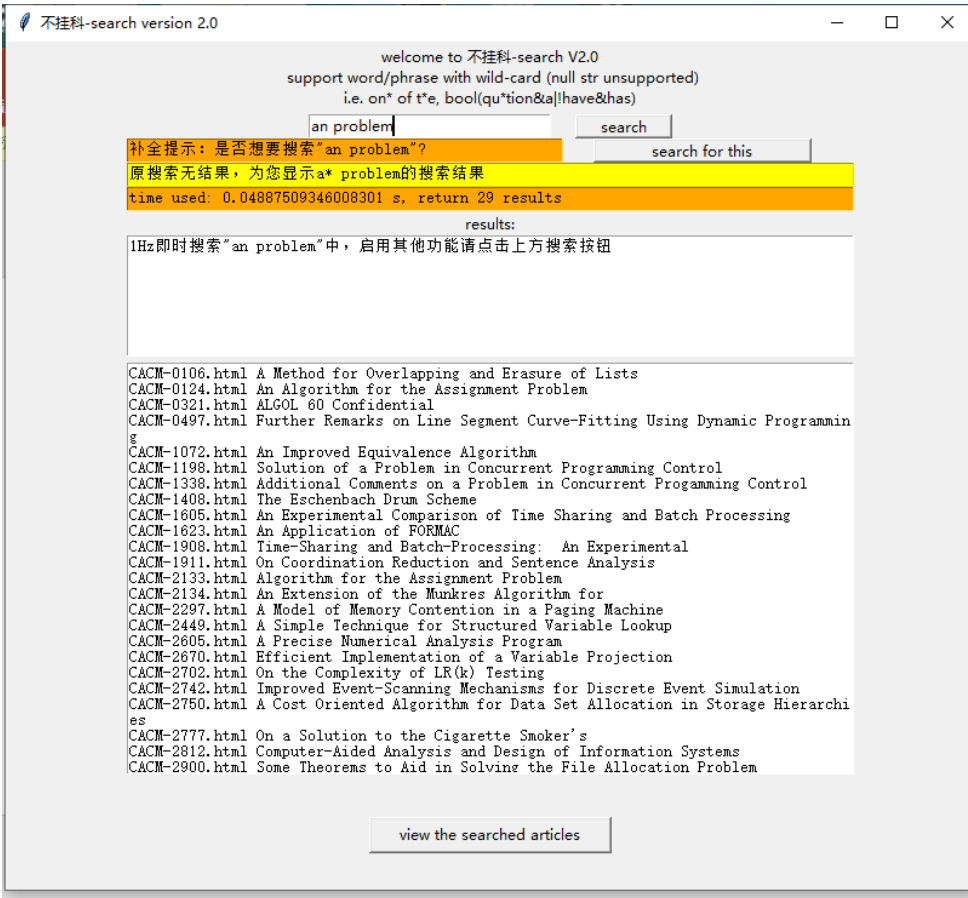 不挂科-search version 2.0
welcome to 不挂科-search V2.0
support word/phrase with wild-card (null str unsupported)
i.e. on* of t*e, bool(qu*tion&a|!have&has)
an problem search
补全提示：是否想要搜索"an problem"? search for this
原搜索无结果，为您显示a* problem的搜索结果
time used: 0.04887509346008301 s, return 29 results
results:
1Hz即时搜索"an problem"中，启用其他功能请点击上方搜索按钮
CACM-0106.html A Method for Overlapping and Erasure of Lists
CACM-0124.html An Algorithm for the Assignment Problem
CACM-0321.html ALGOL 60 Confidential
CACM-0497.html Further Remarks on Line Segment Curve-Fitting Using Dynamic Programmin
g
CACM-1072.html An Improved Equivalence Algorithm
CACM-1198.html Solution of a Problem in Concurrent Programming Control
CACM-1338.html Additional Comments on a Problem in Concurrent Progamming Control
CACM-1408.html The Eschenbach Drum Scheme
CACM-1605.html An Experimental Comparison of Time Sharing and Batch Processing
CACM-1623.html An Application of FORMAC
CACM-1908.html Time-Sharing and Batch-Processing:  An Experimental
CACM-1911.html On Coordination Reduction and Sentence Analysis
CACM-2133.html Algorithm for the Assignment Problem
CACM-2134.html An Extension of the Munkres Algorithm for
CACM-2297.html A Model of Memory Contention in a Paging Machine
CACM-2449.html A Simple Technique for Structured Variable Lookup
CACM-2605.html A Precise Numerical Analysis Program
CACM-2670.html Efficient Implementation of a Variable Projection
CACM-2702.html On the Complexity of LR(k) Testing
CACM-2742.html Improved Event-Scanning Mechanisms for Discrete Event Simulation
CACM-2750.html A Cost Oriented Algorithm for Data Set Allocation in Storage Hierarchi
es
CACM-2777.html On a Solution to the Cigarette Smoker's
CACM-2812.html Computer-Aided Analysis and Design of Information Systems
CACM-2900.html Some Theorems to Aid in Solving the File Allocation Problem
view the searched articles